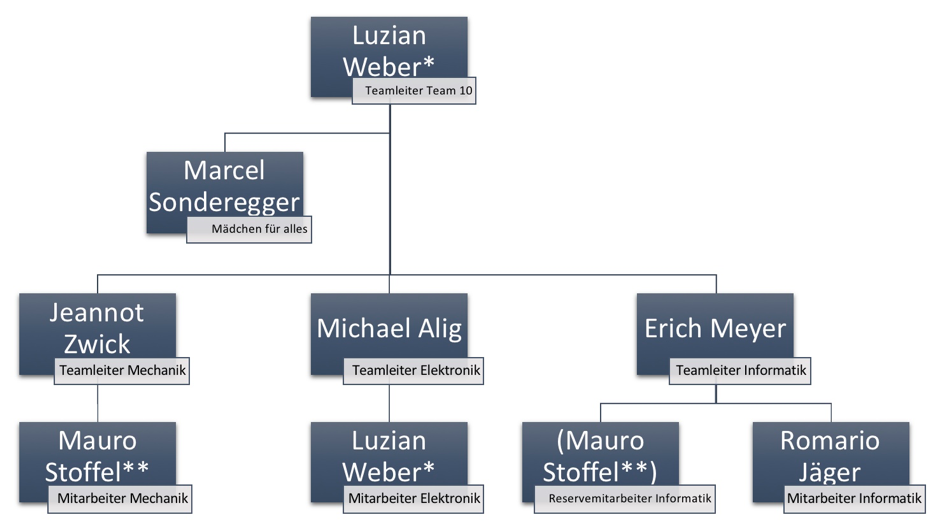 Luzian
Weber*
Teamleiter Team 10
Marcel
Sonderegger
Mädchen für alles
Jeannot
Zwick
Teamleiter Mechanik
Michael Alig
Teamleiter Elektronik
Erich Meyer
Teamleiter Informatik
Mauro
Stoffel**
Mitarbeiter Mechanik
Luzian
Weber*
Mitarbeiter Elektronik
(Mauro
Stoffel**)
Reservemitarbeiter Informatik
Romario
Jäger
Mitarbeiter Informatik